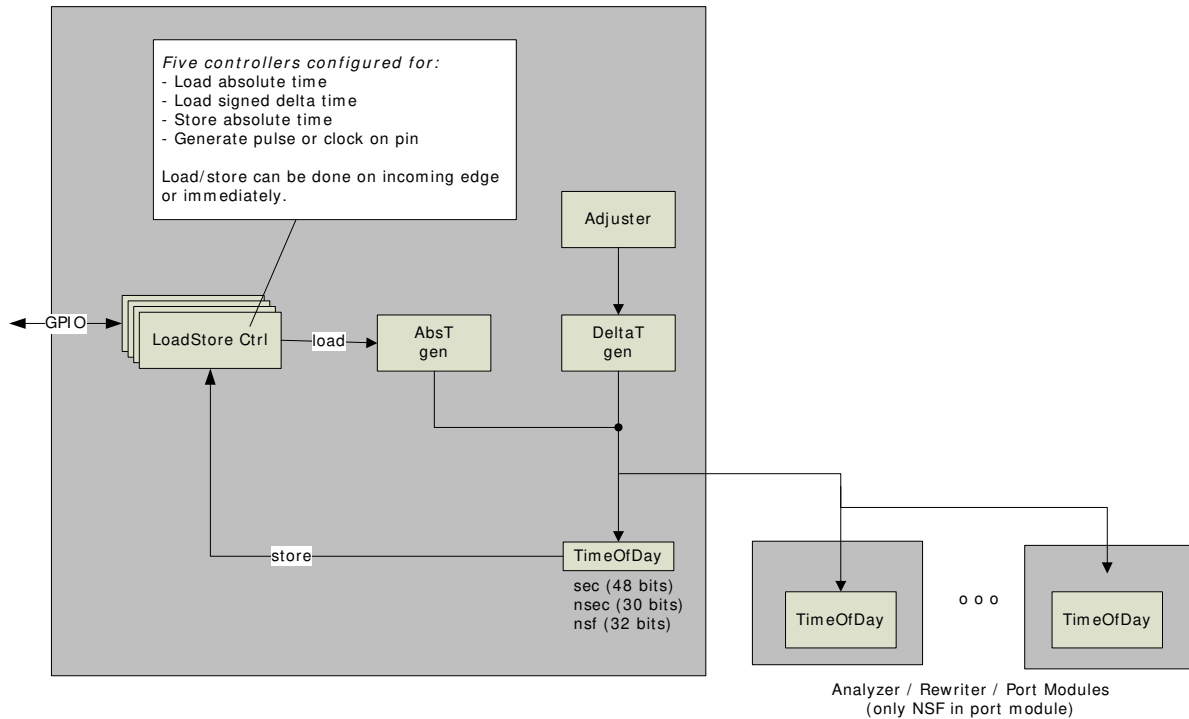 Five controllers configured for:
- Load absolute time
- Load signed delta time
- Store absolute time
- Generate pulse or clock on pin
Load/store can be done on incoming edge
or immediately.
Adjuster
GPIO
LoadStore Ctrl
load
AbsT
gen
DeltaT
gen
store
TimeOfDay
sec (48 bits)
nsec (30 bits)
nsf (32 bits)
TimeOfDay
o o o
TimeOfDay
Analyzer / Rewriter / Port Modules
(only NSF in port module)